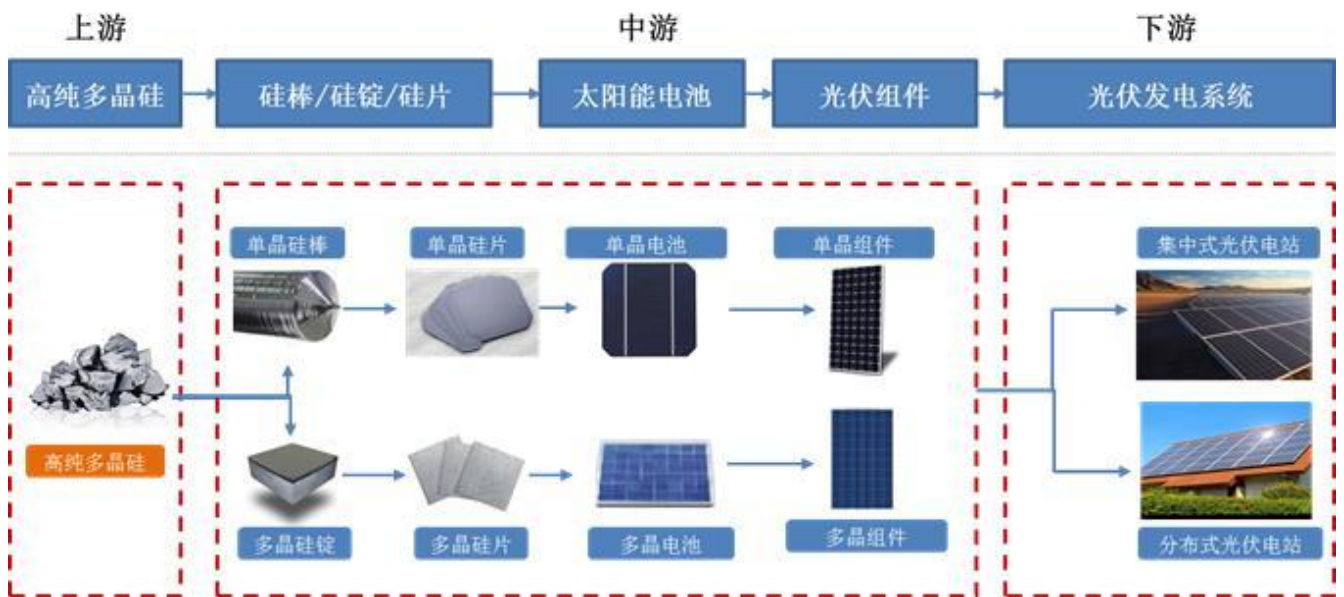 上游
中游
下游
高纯多晶硅
硅棒/硅锭/硅片
太阳能电池
光伏组件
光伏发电系统
单晶硅棒
单晶硅片
单晶电池
单晶组件
集中式光伏电站
高纯多晶硅
多晶硅锭
多晶硅片
多晶电池
多晶组件
分布式光伏电站